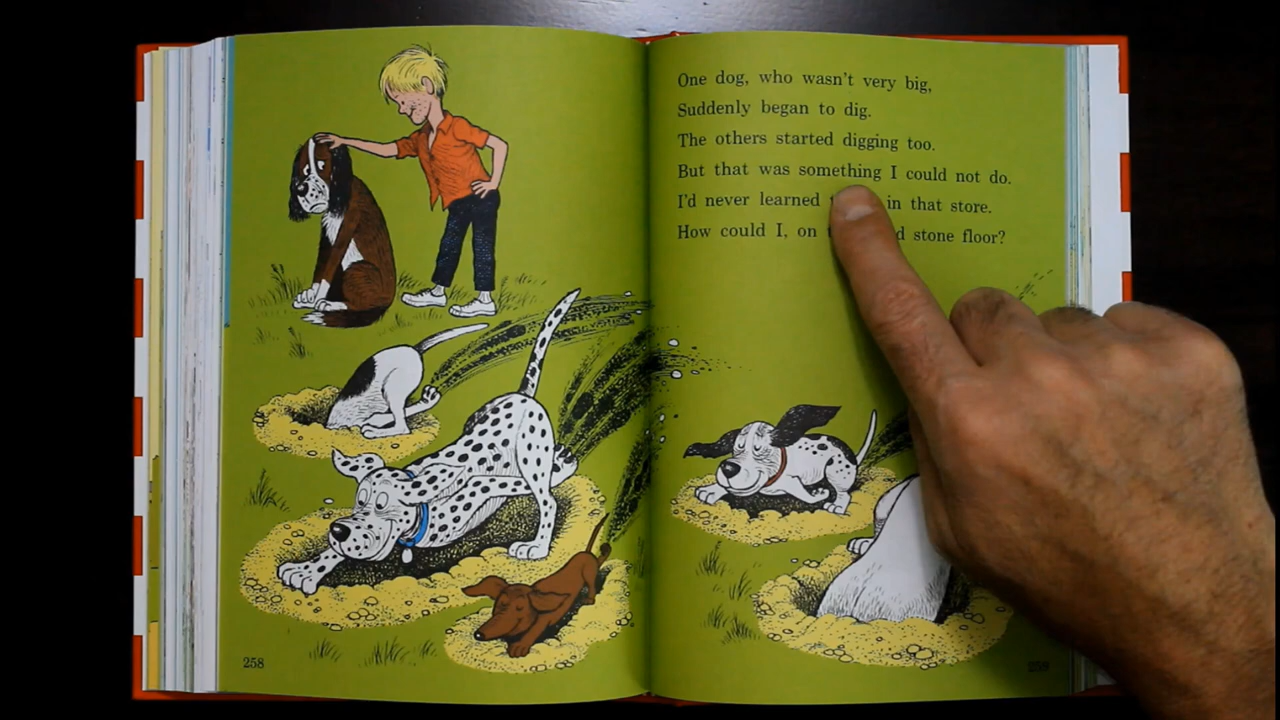 One dog, who wasn't very big,
Suddenly began to dig.
The others started digging too.
But that was something I could not do.
I'd never learned in that store.
How could I, on stone floor?
258
259